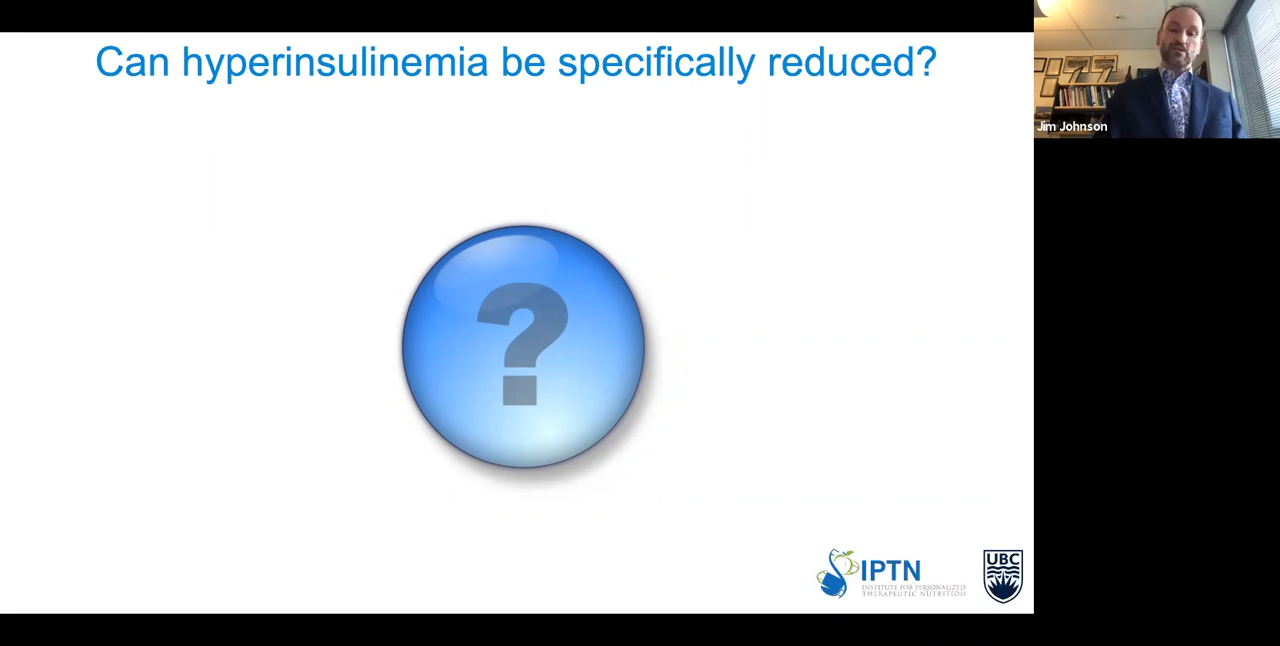 Can hyperinsulinemia be specifically reduced?
Jim Johnson
?
IPTN
INSTITUTE FOR PERSONALIZED
THERAPEUTIC NUTRITION
UBC